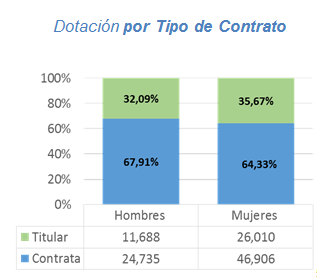 Dotación por Tipo de Contrato
100%
80%
60%
40%
20%
0%
32,09%
35,67%
67,91%
64,33%
Hombres Mujeres
Titular 11,688 26,010
Contrata 24,735 46,906